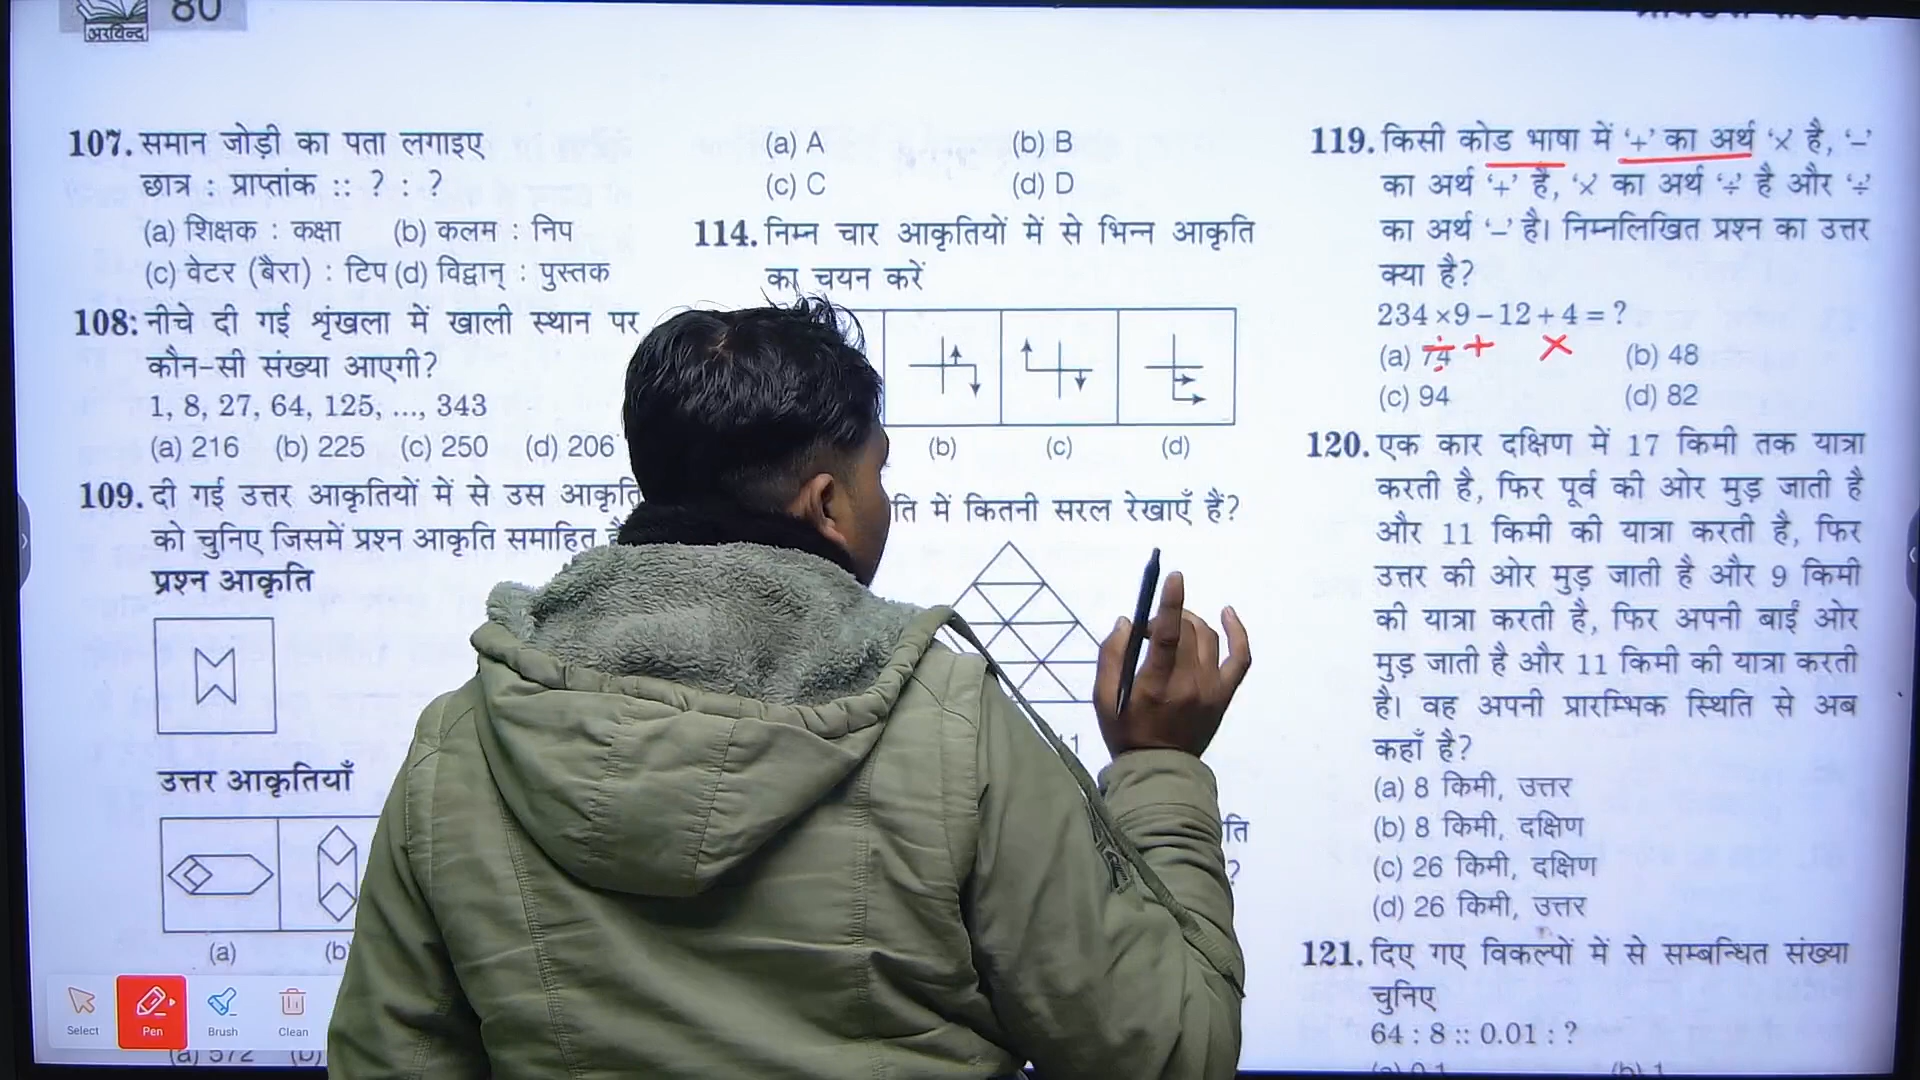 अरविन्द
80
107. समान जोड़ी का पता लगाइए
छात्र : प्राप्तांक :: ? : ?
(a) शिक्षक : कक्षा (b) कलम : निप
(c) वेटर (बैरा) : टिप (d) विद्वान् : पुस्तक
108: नीचे दी गई शृंखला में खाली स्थान पर
कौन-सी संख्या आएगी?
1, 8, 27, 64, 125, ..., 343
(a) 216 (b) 225 (c) 250 (d) 206
109. दी गई उत्तर आकृतियों में से उस आकृति
को चुनिए जिसमें प्रश्न आकृति समाहित
प्रश्न आकृति
उत्तर आकृतियाँ
(a) (b)
Select Pen Brush Clean
(a) 572 (b)
(a) A (b) B
(c) C (d) D
114. निम्न चार आकृतियों में से भिन्न आकृति
का चयन करें
(b) (c) (d)
ति में कितनी सरल रेखाएँ हैं?
11
ति
?
119. किसी कोड भाषा में ‘+’ का अर्थ ‘×’ है, ‘–’
का अर्थ ‘+’ है, ‘×’ का अर्थ ‘÷’ है और ‘÷’
का अर्थ ‘–’ है। निम्नलिखित प्रश्न का उत्तर
क्या है?
234 × 9 – 12 + 4 = ?
÷ + ×
(a) 74 (b) 48
(c) 94 (d) 82
120. एक कार दक्षिण में 17 किमी तक यात्रा
करती है, फिर पूर्व की ओर मुड़ जाती है
और 11 किमी की यात्रा करती है, फिर
उत्तर की ओर मुड़ जाती है और 9 किमी
की यात्रा करती है, फिर अपनी बाईं ओर
मुड़ जाती है और 11 किमी की यात्रा करती
है। वह अपनी प्रारम्भिक स्थिति से अब
कहाँ है?
(a) 8 किमी, उत्तर
(b) 8 किमी, दक्षिण
(c) 26 किमी, दक्षिण
(d) 26 किमी, उत्तर
121. दिए गए विकल्पों में से सम्बन्धित संख्या
चुनिए
64 : 8 :: 0.01 : ?
(a) 0.1 (b) 1